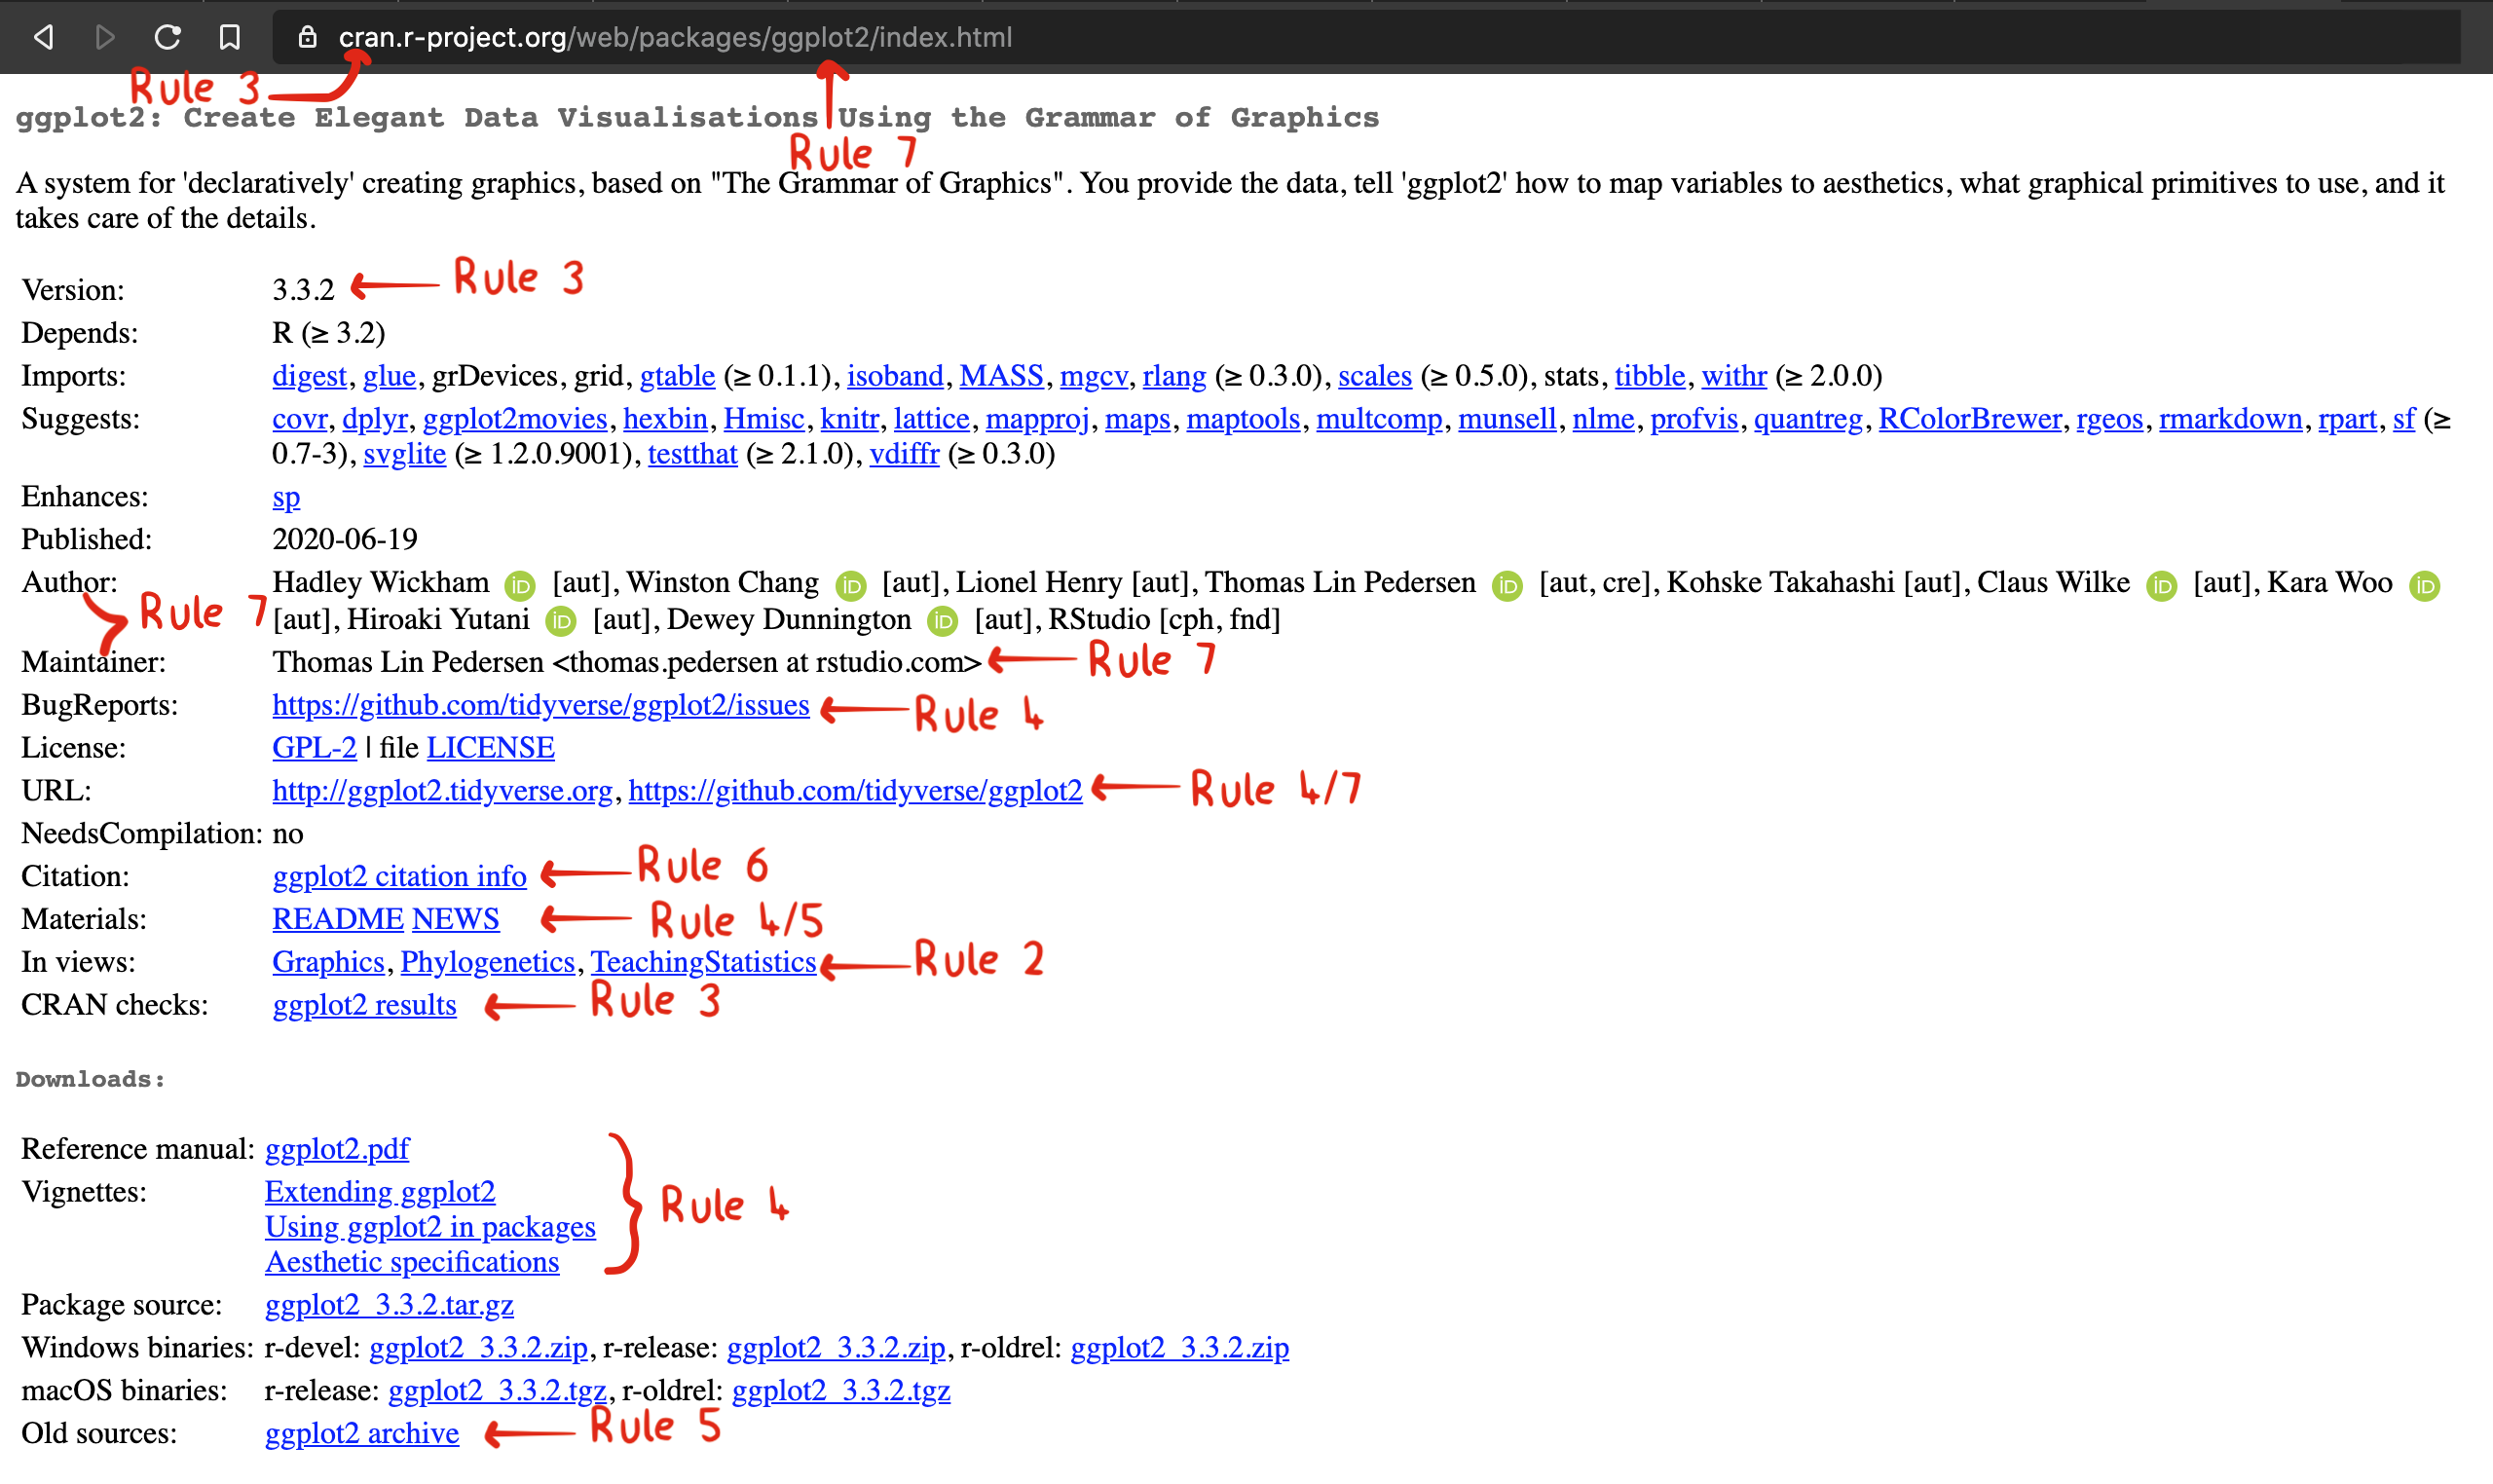 cran.r-project.org/web/packages/ggplot2/index.html
Rule 3
ggplot2: Create Elegant Data Visualisations Using the Grammar of Graphics
Rule 7
A system for 'declaratively' creating graphics, based on "The Grammar of Graphics". You provide the data, tell 'ggplot2' how to map variables to aesthetics, what graphical primitives to use, and it
takes care of the details.
Version: 3.3.2 Rule 3
Depends: R (≥ 3.2)
Imports: digest, glue, grDevices, grid, gtable (≥ 0.1.1), isoband, MASS, mgcv, rlang (≥ 0.3.0), scales (≥ 0.5.0), stats, tibble, withr (≥ 2.0.0)
Suggests: covr, dplyr, ggplot2movies, hexbin, Hmisc, knitr, lattice, mapproj, maps, maptools, multcomp, munsell, nlme, profvis, quantreg, RColorBrewer, rgeos, rmarkdown, rpart, sf (≥
0.7-3), svglite (≥ 1.2.0.9001), testthat (≥ 2.1.0), vdiffr (≥ 0.3.0)
Enhances: sp
Published: 2020-06-19
Author: Hadley Wickham iD [aut], Winston Chang iD [aut], Lionel Henry [aut], Thomas Lin Pedersen iD [aut, cre], Kohske Takahashi [aut], Claus Wilke iD [aut], Kara Woo iD
Rule 7 [aut], Hiroaki Yutani iD [aut], Dewey Dunnington iD [aut], RStudio [cph, fnd]
Maintainer: Thomas Lin Pedersen <thomas.pedersen at rstudio.com> Rule 7
BugReports: https://github.com/tidyverse/ggplot2/issues Rule 4
License: GPL-2 | file LICENSE
URL: http://ggplot2.tidyverse.org, https://github.com/tidyverse/ggplot2 Rule 4/7
NeedsCompilation: no
Citation: ggplot2 citation info Rule 6
Materials: README NEWS Rule 4/5
In views: Graphics, Phylogenetics, TeachingStatistics Rule 2
CRAN checks: ggplot2 results Rule 3
Downloads:
Reference manual: ggplot2.pdf
Vignettes: Extending ggplot2
Rule 4
Using ggplot2 in packages
Aesthetic specifications
Package source: ggplot2_3.3.2.tar.gz
Windows binaries: r-devel: ggplot2_3.3.2.zip, r-release: ggplot2_3.3.2.zip, r-oldrel: ggplot2_3.3.2.zip
macOS binaries: r-release: ggplot2_3.3.2.tgz, r-oldrel: ggplot2_3.3.2.tgz
Old sources: ggplot2 archive Rule 5